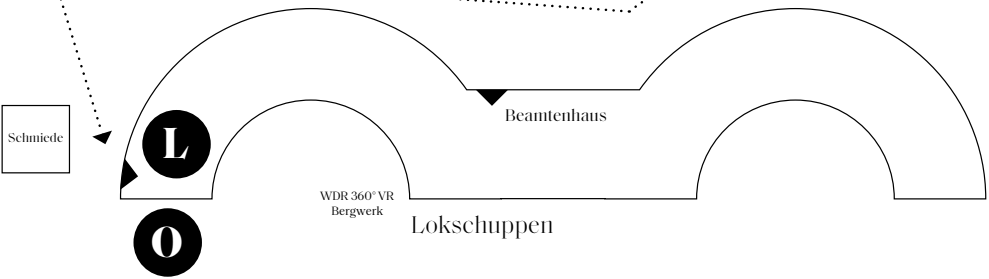 Beamtenhaus
Schmiede
L
WDR 360° VR
Bergwerk
Lokschuppen
O